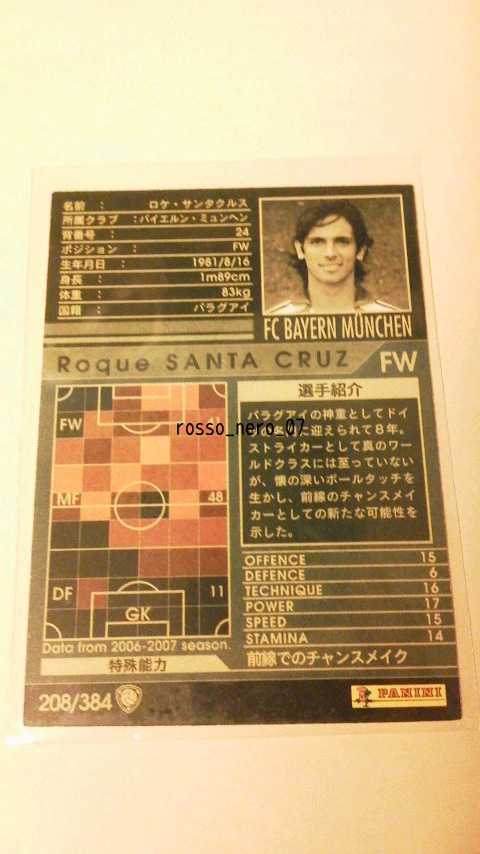 名前 : ロケ・サンタクルス
所属クラブ : バイエルン・ミュンヘン
背番号 : 24
ポジション : FW
生年月日 : 1981/8/16
身長 : 1m89cm
体重 : 83kg
国籍 : パラグアイ
FC BAYERN MÜNCHEN
Roque SANTA CRUZ FW
FW 41
MF 48
DF 11
GK
Data from 2006-2007 season.
選手紹介
パラグアイの神童としてドイ
迎えられて8年。
ストライカーとして真のワー
ルドクラスには至っていない
が、懐の深いボールタッチを
生かし、前線のチャンスメイ
カーとしての新たな可能性を
示した。
rosso_nero_07
OFFENCE 15
DEFENCE 6
TECHNIQUE 16
POWER 17
SPEED 15
STAMINA 14
特殊能力 前線でのチャンスメイク
208/384 PANINI